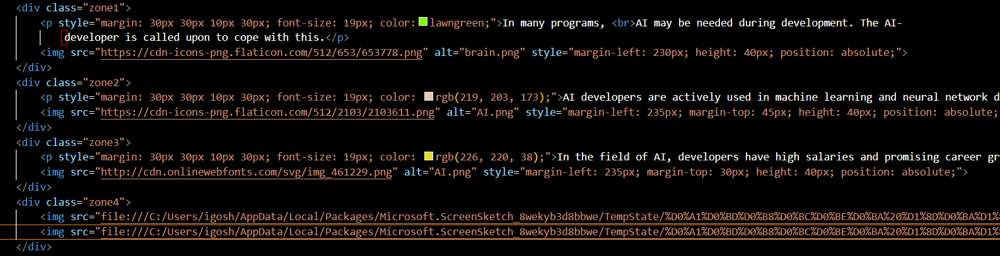 <div class="zone1">
<p style="margin: 30px 30px 10px 30px; font-size: 19px; color: lawngreen;">In many programs, <br>AI may be needed during development. The AI-
developer is called upon to cope with this.</p>
<img src="https://cdn-icons-png.flaticon.com/512/653/653778.png" alt="brain.png" style="margin-left: 230px; height: 40px; position: absolute;">
</div>
<div class="zone2">
<p style="margin: 30px 30px 10px 30px; font-size: 19px; color: rgb(219, 203, 173);">AI developers are actively used in machine learning and neural network d
<img src="https://cdn-icons-png.flaticon.com/512/2103/2103611.png" alt="AI.png" style="margin-left: 235px; margin-top: 45px; height: 40px; position: absolute;
</div>
<div class="zone3">
<p style="margin: 30px 30px 10px 30px; font-size: 19px; color: rgb(226, 220, 38);">In the field of AI, developers have high salaries and promising career gr
<img src="http://cdn.onlinewebfonts.com/svg/img_461229.png" alt="AI.png" style="margin-left: 235px; margin-top: 30px; height: 40px; position: absolute;">
</div>
<div class="zone4">
<img src="file:///C:/Users/igosh/AppData/Local/Packages/Microsoft.ScreenSketch_8wekyb3d8bbwe/TempState/%D0%A1%D0%BD%D0%B8%D0%BC%D0%BE%D0%BA%20%D1%8D%D0%BA%D1%8
<img src="file:///C:/Users/igosh/AppData/Local/Packages/Microsoft.ScreenSketch_8wekyb3d8bbwe/TempState/%D0%A1%D0%BD%D0%B8%D0%BC%D0%BE%D0%BA%20%D1%8D%D0%BA%D1%8
</div>